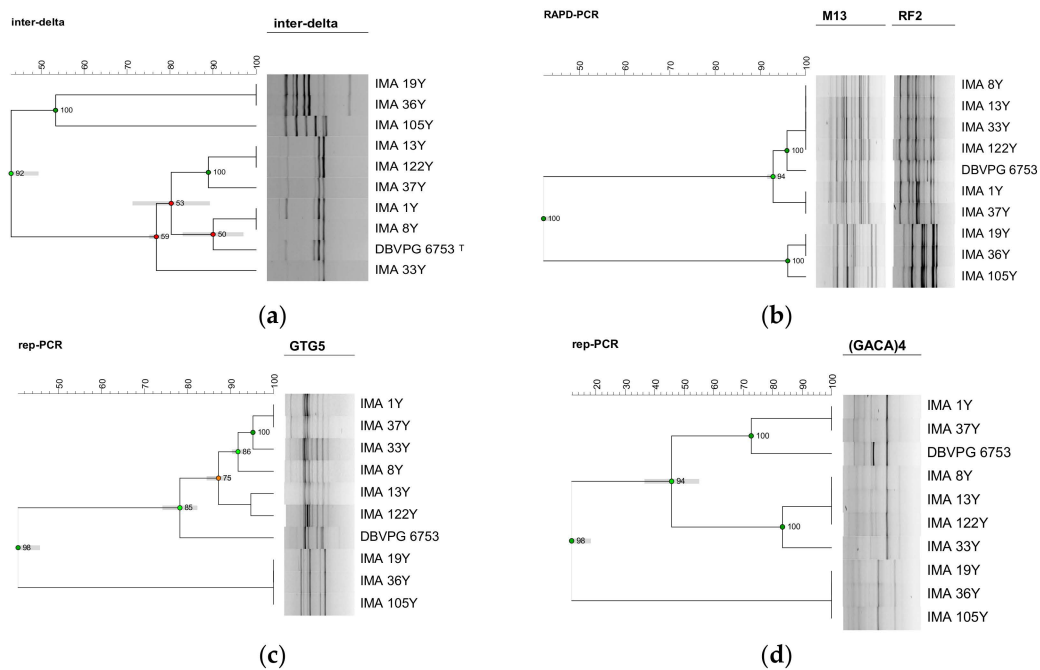 inter-delta
inter-delta
50
60
70
80
90
100
IMA 19Y
IMA 36Y
100
IMA 105Y
IMA 13Y
IMA 122Y
100
IMA 37Y
92
53
IMA 1Y
IMA 8Y
50
59
DBVPG 6753 T
IMA 33Y
(a)
RAPD-PCR
M13
RF2
50
60
70
80
90
100
IMA 8Y
IMA 13Y
IMA 33Y
IMA 122Y
100
DBVPG 6753
94
IMA 1Y
IMA 37Y
100
IMA 19Y
IMA 36Y
100
IMA 105Y
(b)
rep-PCR
GTG5
50
60
70
80
90
100
IMA 1Y
IMA 37Y
100
IMA 33Y
86
IMA 8Y
75
IMA 13Y
IMA 122Y
85
DBVPG 6753
98
IMA 19Y
IMA 36Y
IMA 105Y
(c)
rep-PCR
(GACA)4
20
30
40
50
60
70
80
90
100
IMA 1Y
IMA 37Y
100
DBVPG 6753
IMA 8Y
94
IMA 13Y
IMA 122Y
100
IMA 33Y
98
IMA 19Y
IMA 36Y
IMA 105Y
(d)